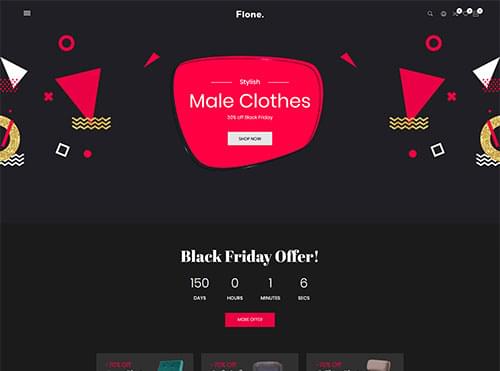 Flone.
Stylish
Male Clothes
30% off Black Friday
SHOP NOW
Black Friday Offer!
150 0 1 6
DAYS HOURS MINUTES SECS
MORE OFFER
- 70% Off - 70% Off - 70% Off